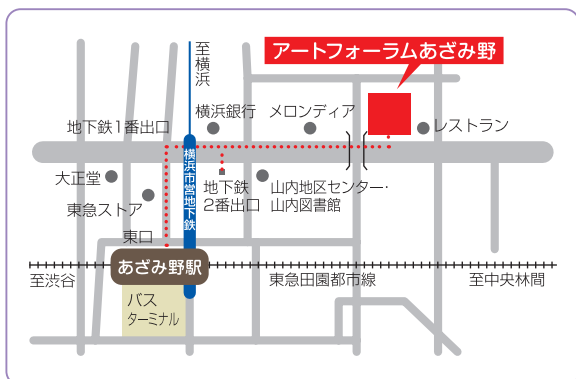 至横浜
アートフォーラムあざみ野
横浜銀行
メロンディア
地下鉄1番出口
レストラン
横浜市営地下鉄
大正堂
地下鉄
2番出口
山内地区センター・
山内図書館
東急ストア
東口
あざみ野駅
至渋谷
東急田園都市線
至中央林間
バス
ターミナル